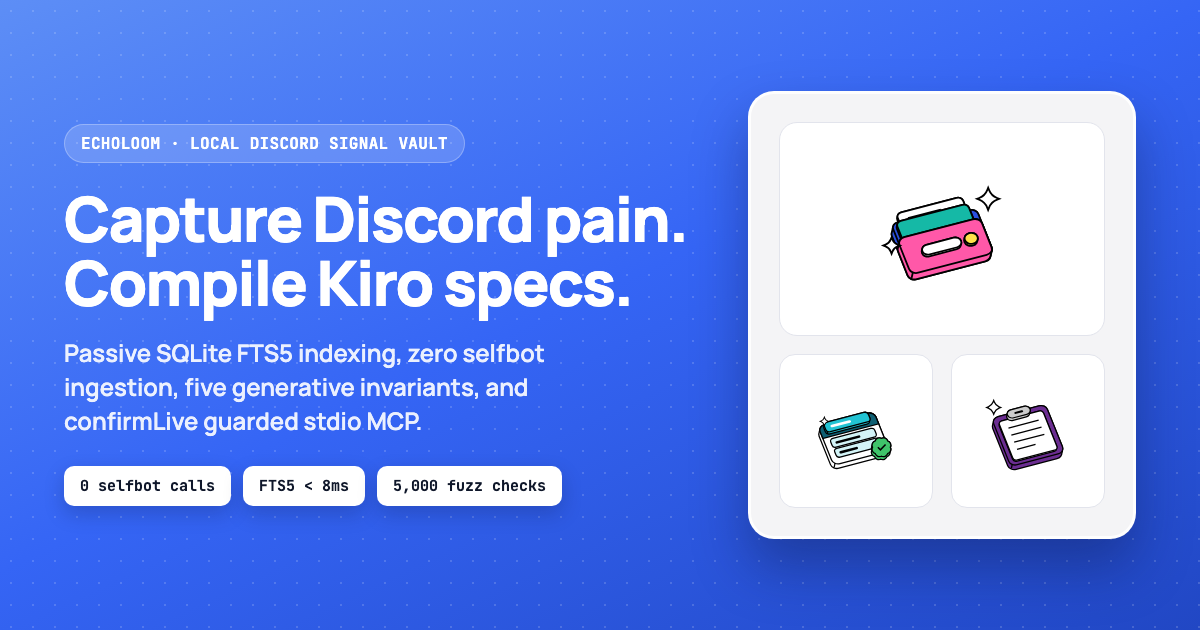 ECHOLOOM · LOCAL DISCORD SIGNAL VAULT
Capture Discord pain.
Compile Kiro specs.
Passive SQLite FTS5 indexing, zero selfbot
ingestion, five generative invariants, and
confirmLive guarded stdio MCP.
0 selfbot calls
FTS5 < 8ms
5,000 fuzz checks